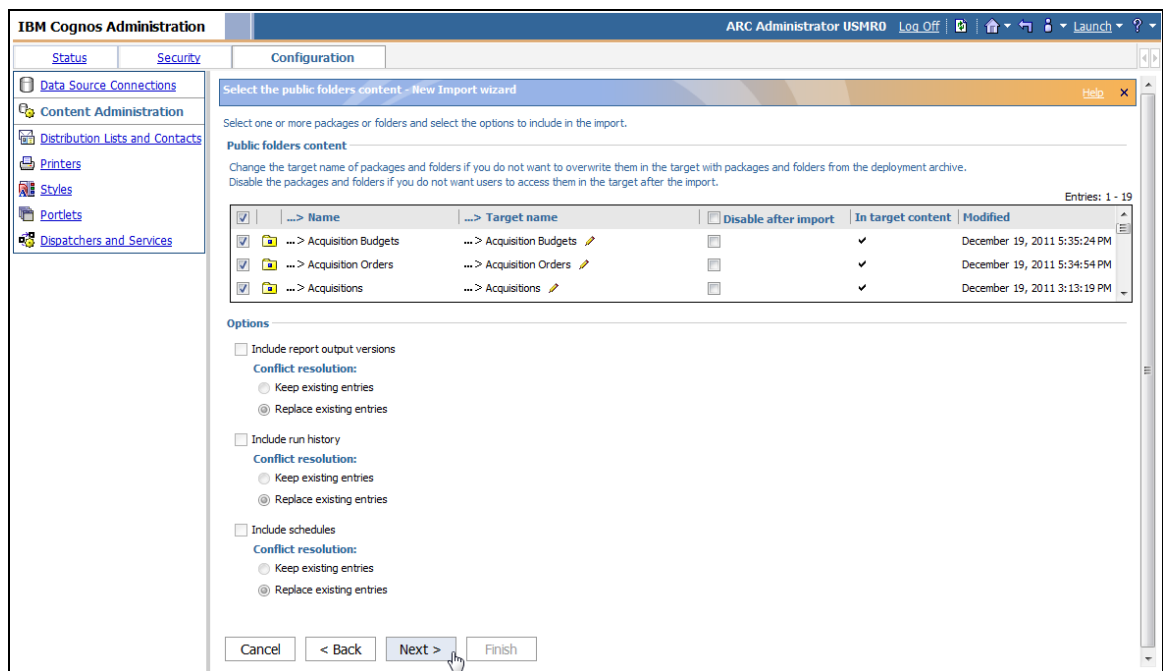 IBM Cognos Administration
ARC Administrator USMR0 Log Off Launch ?
Status Security Configuration
Data Source Connections
Content Administration
Distribution Lists and Contacts
Printers
Styles
Portlets
Dispatchers and Services
Select the public folders content - New Import wizard
Help x
Select one or more packages or folders and select the options to include in the import.
Public folders content
Change the target name of packages and folders if you do not want to overwrite them in the target with packages and folders from the deployment archive.
Disable the packages and folders if you do not want users to access them in the target after the import.
Entries: 1 - 19
...> Name ...> Target name Disable after import In target content Modified
...> Acquisition Budgets ...> Acquisition Budgets December 19, 2011 5:35:24 PM
...> Acquisition Orders ...> Acquisition Orders December 19, 2011 5:34:54 PM
...> Acquisitions ...> Acquisitions December 19, 2011 3:13:19 PM
Options
Include report output versions
Conflict resolution:
Keep existing entries
Replace existing entries
Include run history
Conflict resolution:
Keep existing entries
Replace existing entries
Include schedules
Conflict resolution:
Keep existing entries
Replace existing entries
Cancel < Back Next > Finish